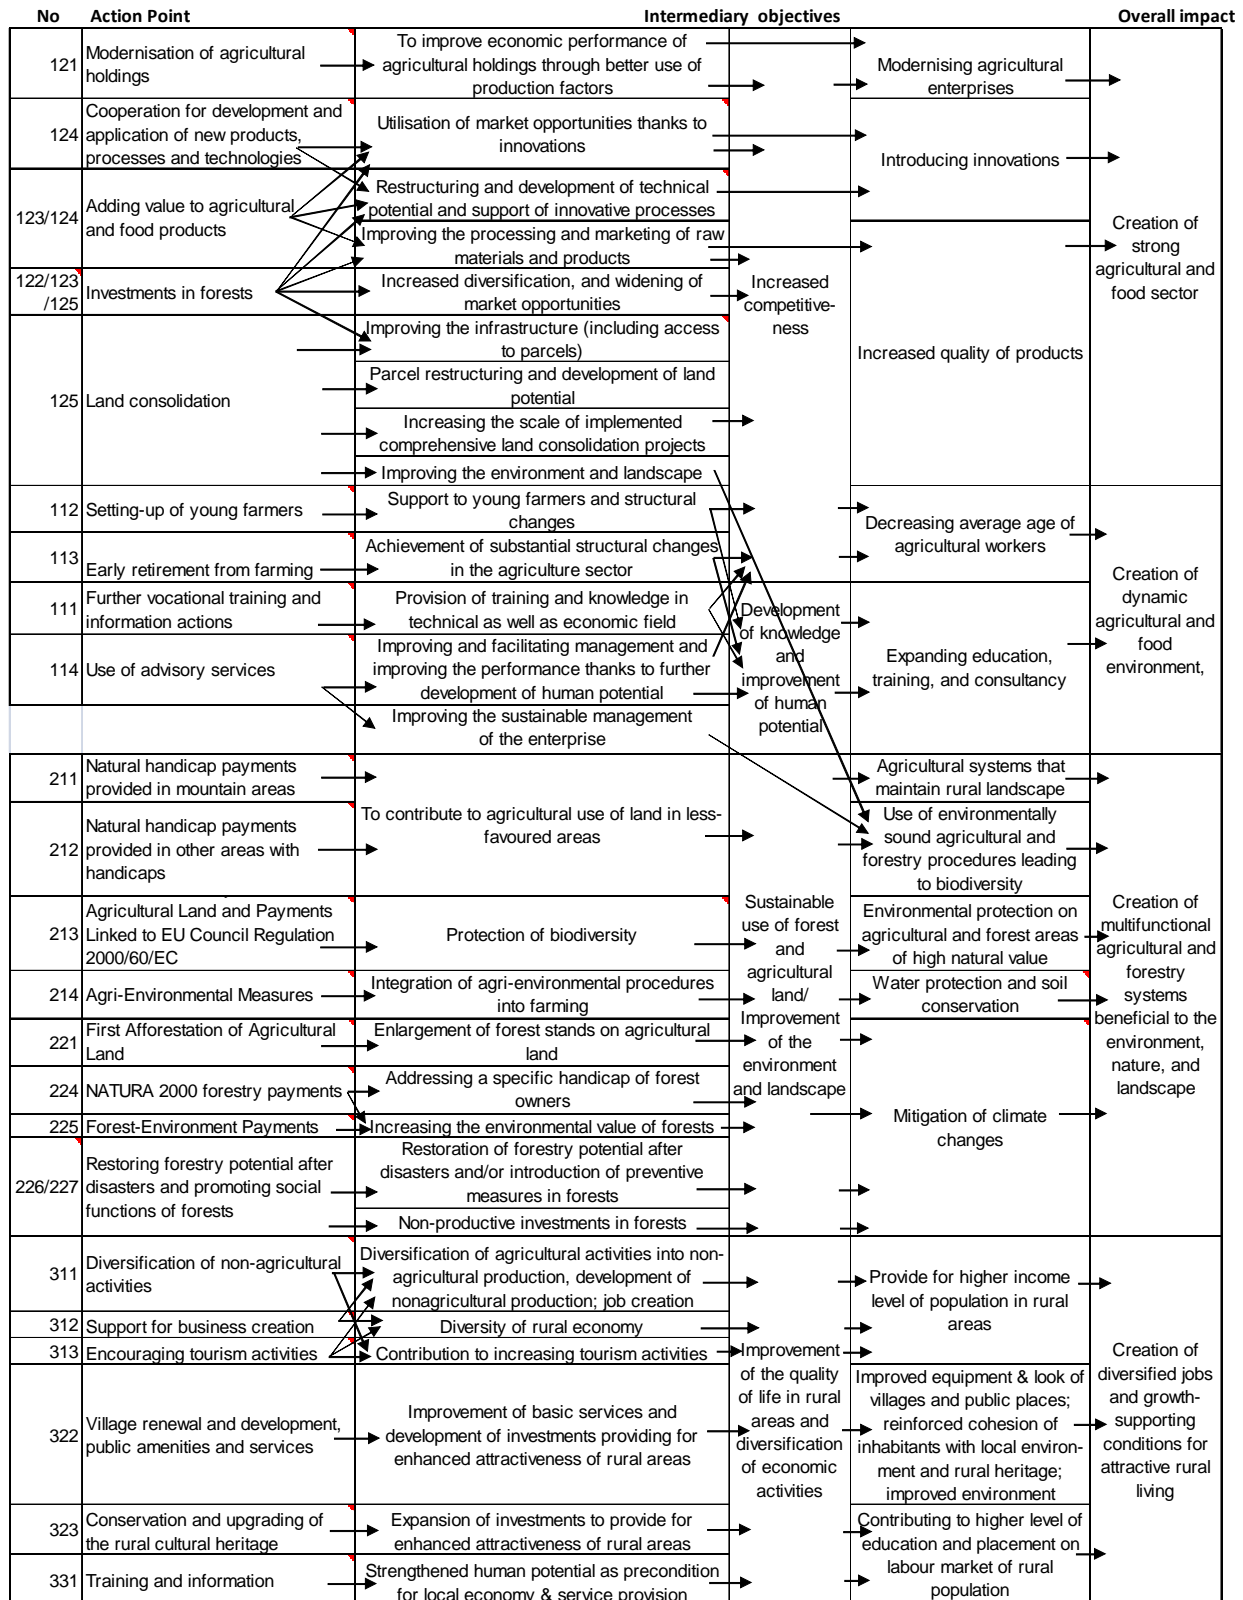 No Action Point Intermediary objectives Overall impact
121
Modernisation of agricultural
holdings
To improve economic performance of
agricultural holdings through better use of
production factors
Modernising agricultural
enterprises
124
Cooperation for development and
application of new products,
processes and technologies
Utilisation of market opportunities thanks to
innovations
Introducing innovations
123/124
Adding value to agricultural
and food products
Restructuring and development of technical
potential and support of innovative processes
Improving the processing and marketing of raw
materials and products
122/123
/125
Investments in forests
Increased diversification, and widening of
market opportunities
Increased
competitive-
ness
Increased quality of products
Creation of
strong
agricultural and
food sector
125
Land consolidation
Improving the infrastructure (including access
to parcels)
Parcel restructuring and development of land
potential
Increasing the scale of implemented
comprehensive land consolidation projects
Improving the environment and landscape
112
Setting-up of young farmers
Support to young farmers and structural
changes
Decreasing average age of
agricultural workers
113
Early retirement from farming
Achievement of substantial structural changes
in the agriculture sector
111
Further vocational training and
information actions
Provision of training and knowledge in
technical as well as economic field
Development
of knowledge
and
improvement
of human
potential
Expanding education,
training, and consultancy
Creation of
dynamic
agricultural and
food
environment,
114
Use of advisory services
Improving and facilitating management and
improving the performance thanks to further
development of human potential
Improving the sustainable management
of the enterprise
211
Natural handicap payments
provided in mountain areas
To contribute to agricultural use of land in less-
favoured areas
Agricultural systems that
maintain rural landscape
212
Natural handicap payments
provided in other areas with
handicaps
Use of environmentally
sound agricultural and
forestry procedures leading
to biodiversity
213
Agricultural Land and Payments
Linked to EU Council Regulation
2000/60/EC
Protection of biodiversity
Sustainable
use of forest
and
agricultural
land/
Improvement
of the
environment
and landscape
Environmental protection on
agricultural and forest areas
of high natural value
Creation of
multifunctional
agricultural and
forestry
systems
beneficial to the
environment,
nature, and
landscape
214
Agri-Environmental Measures
Integration of agri-environmental procedures
into farming
Water protection and soil
conservation
221
First Afforestation of Agricultural
Land
Enlargement of forest stands on agricultural
land
224
NATURA 2000 forestry payments
Addressing a specific handicap of forest
owners
Mitigation of climate
changes
225
Forest-Environment Payments
Increasing the environmental value of forests
226/227
Restoring forestry potential after
disasters and promoting social
functions of forests
Restoration of forestry potential after
disasters and/or introduction of preventive
measures in forests
Non-productive investments in forests
311
Diversification of non-agricultural
activities
Diversification of agricultural activities into non-
agricultural production, development of
nonagricultural production; job creation
Provide for higher income
level of population in rural
areas
312
Support for business creation
Diversity of rural economy
313
Encouraging tourism activities
Contribution to increasing tourism activities
Improvement
of the quality
of life in rural
areas and
diversification
of economic
activities
Creation of
diversified jobs
and growth-
supporting
conditions for
attractive rural
living
322
Village renewal and development,
public amenities and services
Improvement of basic services and
development of investments providing for
enhanced attractiveness of rural areas
Improved equipment & look of
villages and public places;
reinforced cohesion of
inhabitants with local environ-
ment and rural heritage;
improved environment
323
Conservation and upgrading of
the rural cultural heritage
Expansion of investments to provide for
enhanced attractiveness of rural areas
Contributing to higher level of
education and placement on
labour market of rural
population
331
Training and information
Strengthened human potential as precondition
for local economy & service provision